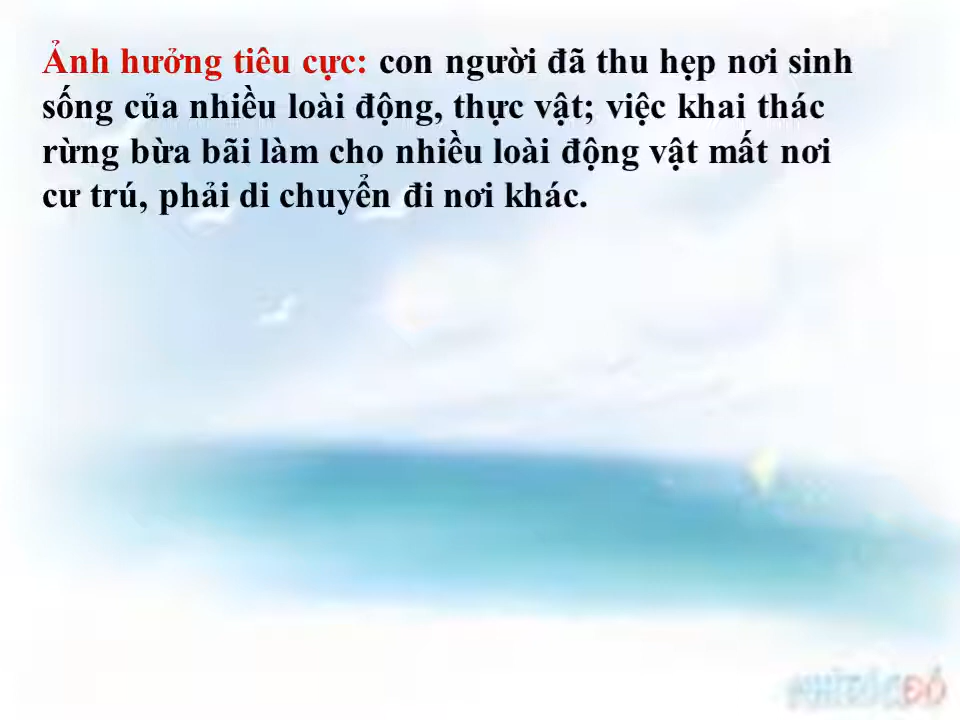 Ảnh hưởng tiêu cực: con người đã thu hẹp nơi sinh
sống của nhiều loài động, thực vật; việc khai thác
rừng bừa bãi làm cho nhiều loài động vật mất nơi
cư trú, phải di chuyển đi nơi khác.